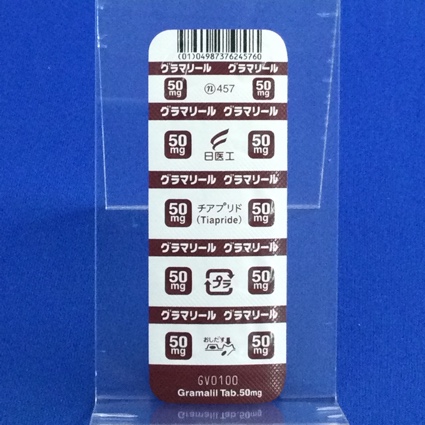 (01)04987376245760
グラマリール グラマリール
50 mg ⓝ457 50 mg
グラマリール グラマリール
50 mg 日医工 50 mg
グラマリール グラマリール
50 mg チアプリド 50 mg
(Tiapride)
グラマリール グラマリール
50 mg プラ 50 mg
グラマリール グラマリール
50 mg おしだす 50 mg
GV0100
Gramalil Tab.50mg